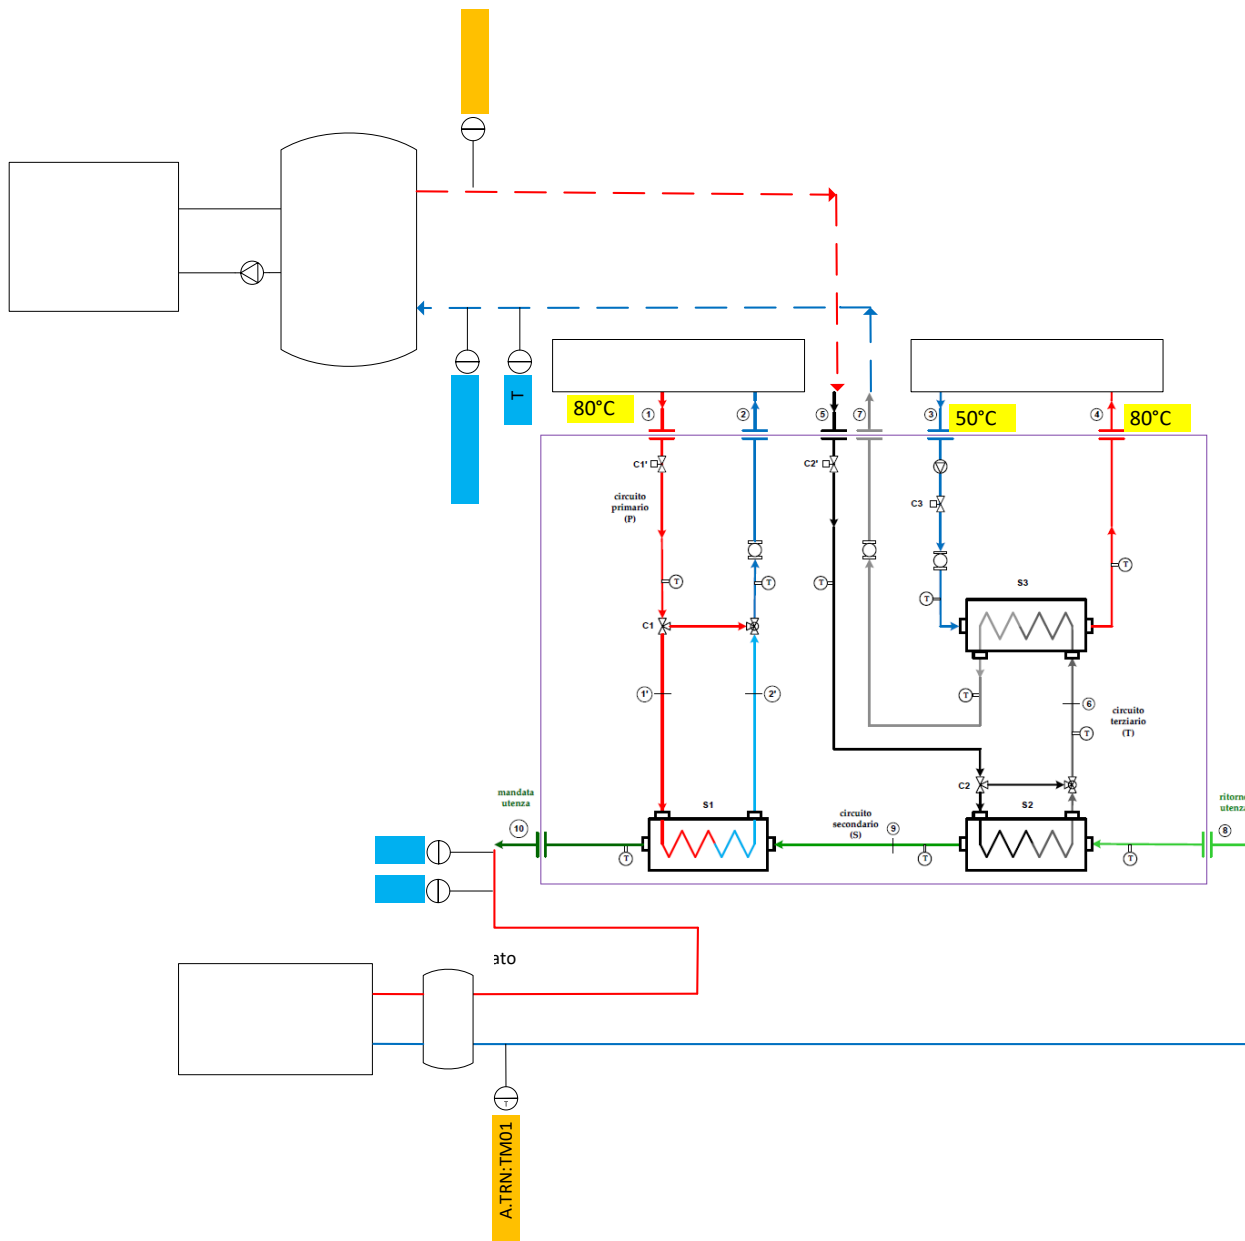 T
80°C
1
2
5
7
3
50°C
4
80°C
C1'
C2'
circuito
primario
(P)
C3
T
T
T
T
T
S3
C1
1'
2'
T
6
circuito
terziario
(T)
T
C2
mandata
utenza
10
S1
circuito
secondario
(S)
9
S2
ritorno
utenza
8
T
T
T
ato
T
A.TRN:TM01